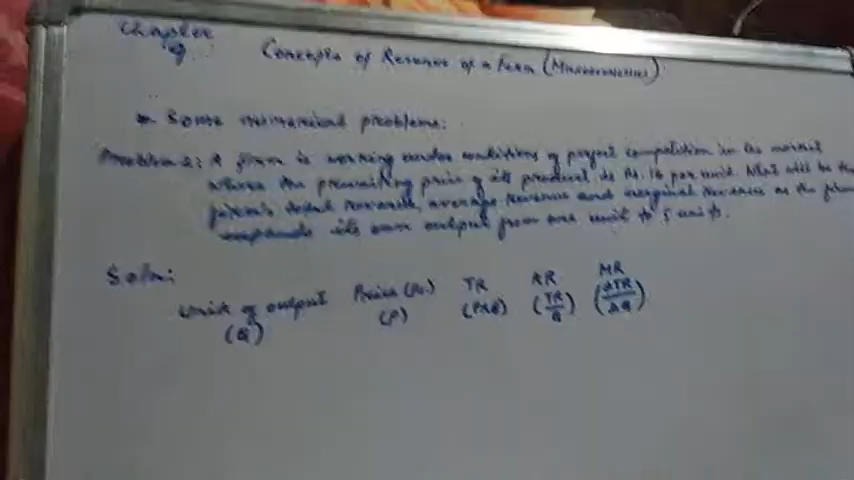 Chapter
9
Concepts of Revenue of a Firm (Microeconomics)
Some numerical problems:
Problem 2: A firm is working under conditions of perfect competition in the market
where the prevailing price of its product is Rs. 16 per unit. What will be the
firm's total revenue, average revenue and marginal revenue as the firm
expands its own output from one unit to 5 units.
Soln:
Units of output Price (Rs.) TR AR MR
(Q) (P) (P×Q) (TR/Q) (ΔTR/ΔQ)